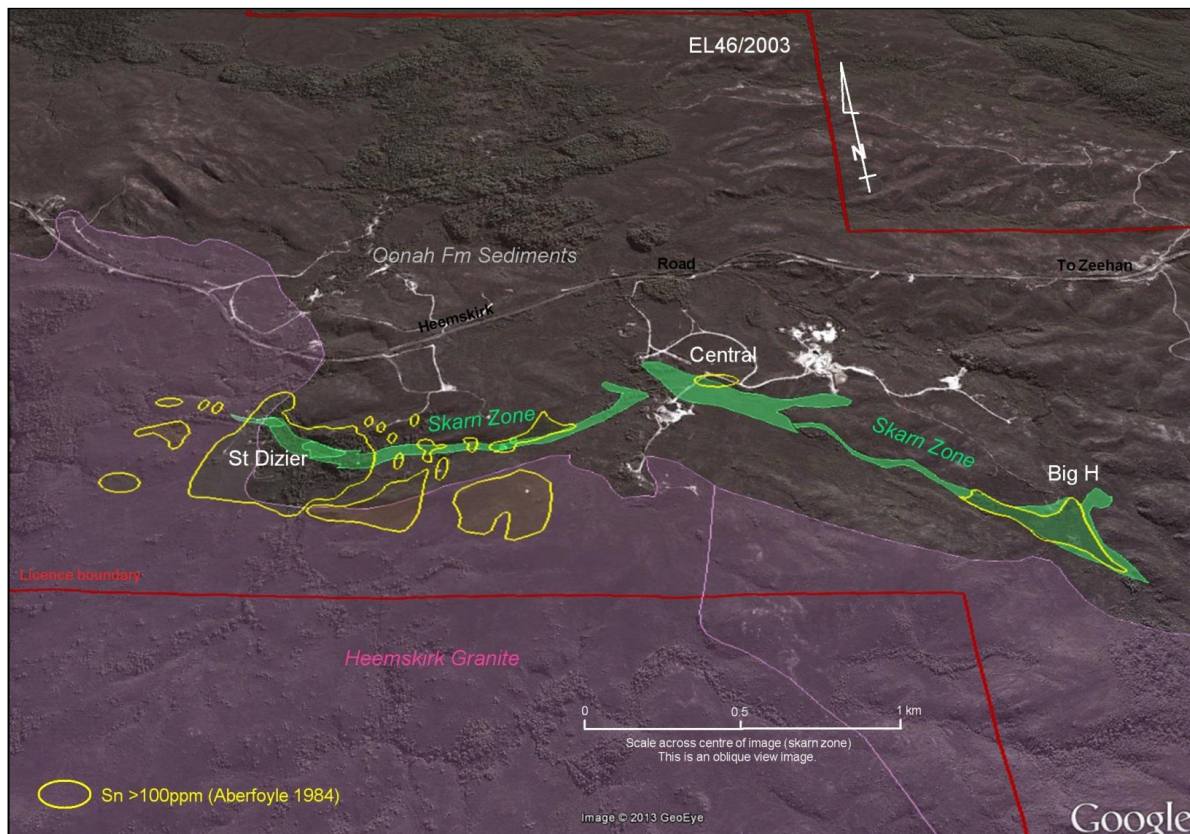 EL46/2003
N
Oonah Fm Sediments
Road
To Zeehan
Heemskirk
Central
Skarn Zone
Skarn Zone
St Dizier
Big H
Licence boundary
Heemskirk Granite
0 0.5 1 km
Scale across centre of image (skarn zone)
This is an oblique view image.
Sn >100ppm (Aberfoyle 1984)
Image © 2013 GeoEye
Google